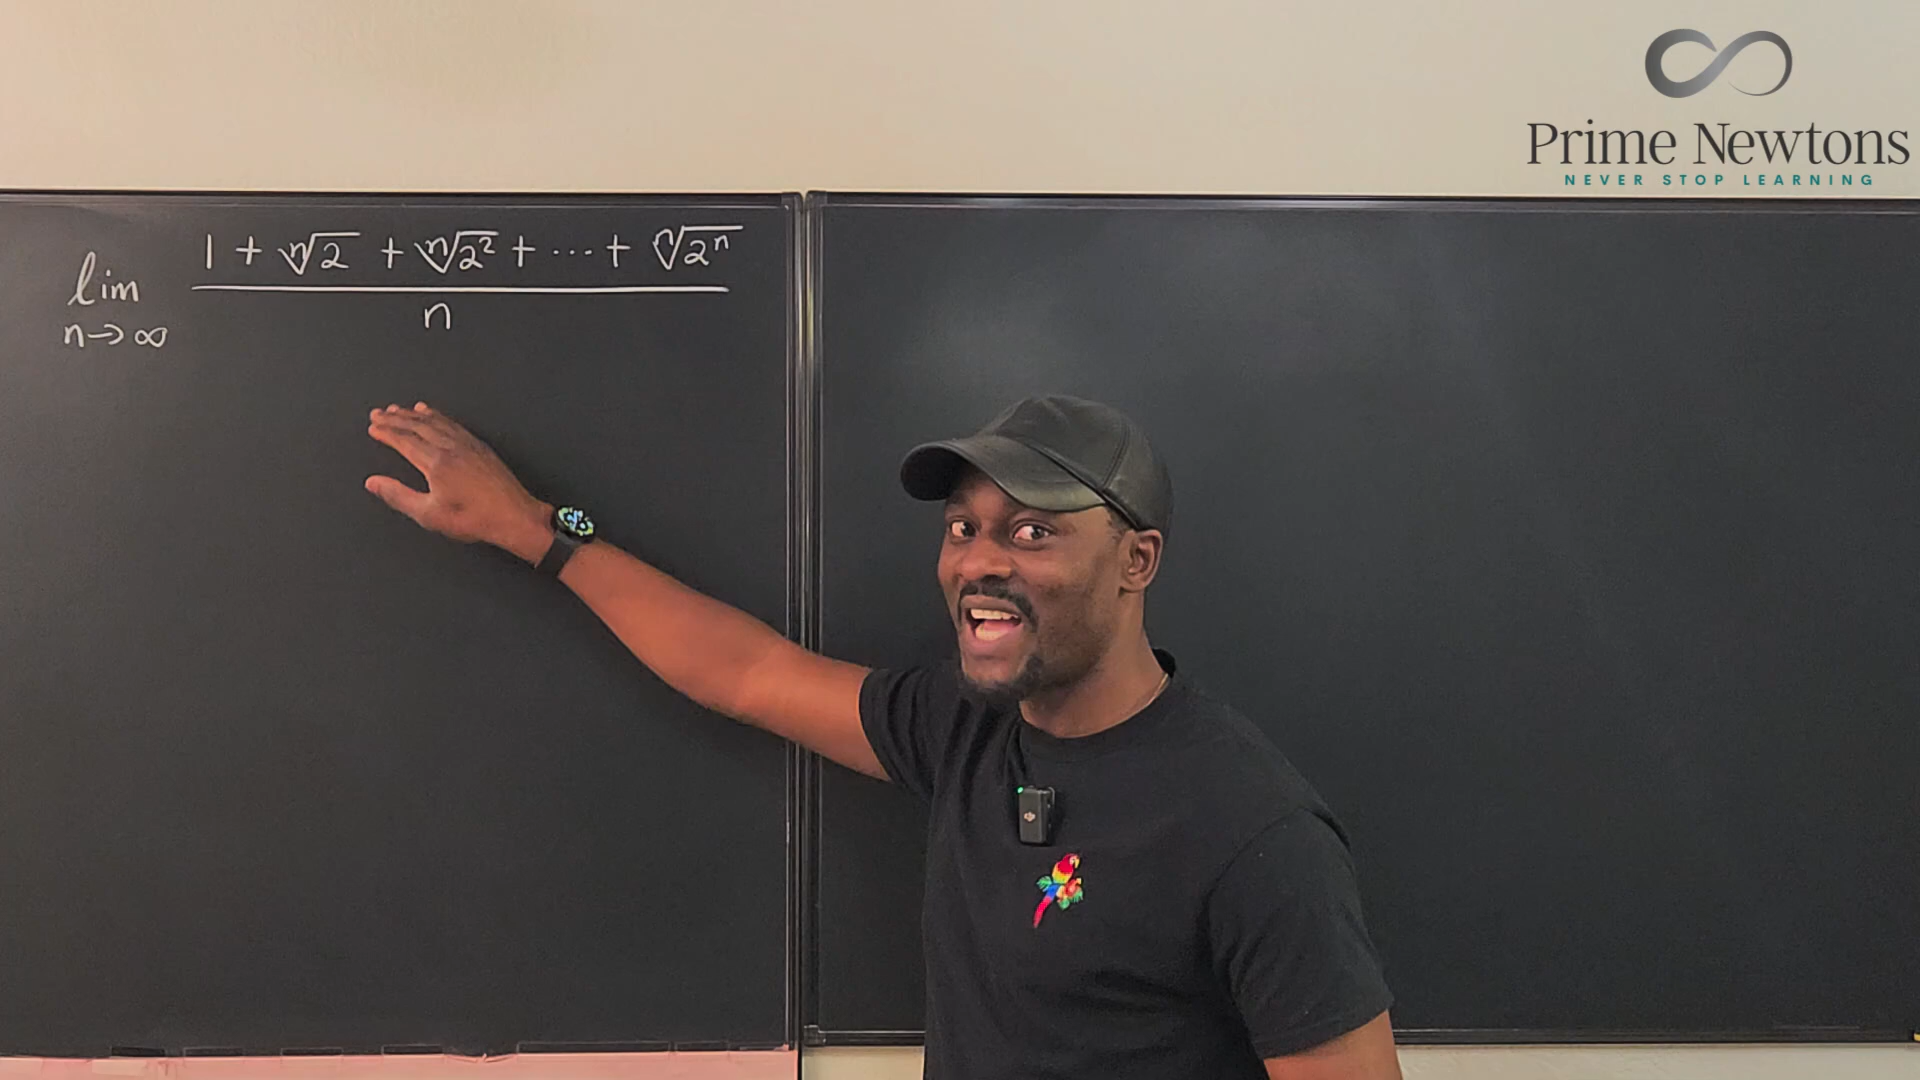 Prime Newtons
NEVER STOP LEARNING
lim n→∞ (1 + ⁿ√2 + ⁿ√2² + ⋯ + ⁿ√2ⁿ) / n